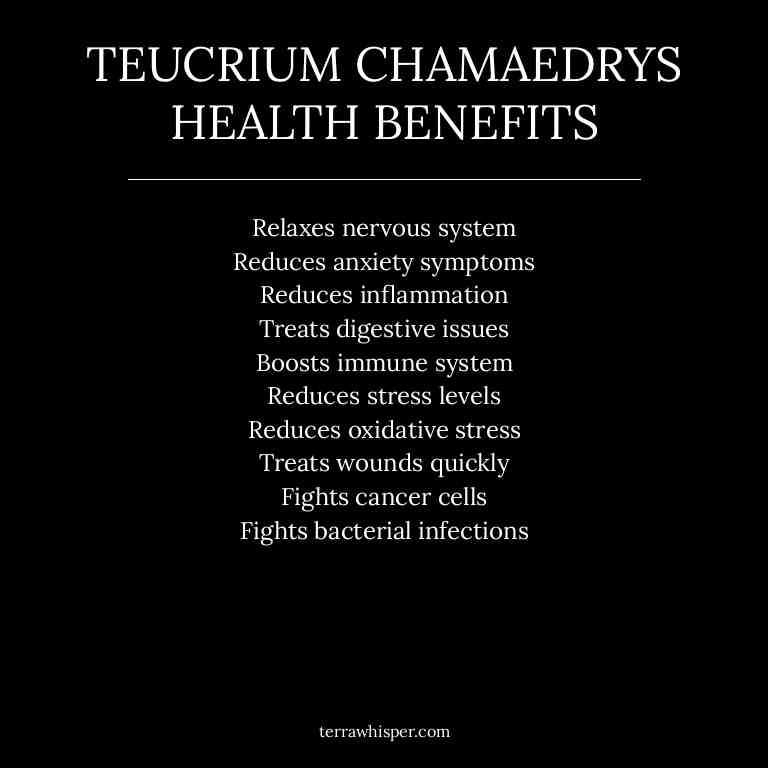 TEUCRIUM CHAMAEDRYS
HEALTH BENEFITS
Relaxes nervous system
Reduces anxiety symptoms
Reduces inflammation
Treats digestive issues
Boosts immune system
Reduces stress levels
Reduces oxidative stress
Treats wounds quickly
Fights cancer cells
Fights bacterial infections
terrawhisper.com